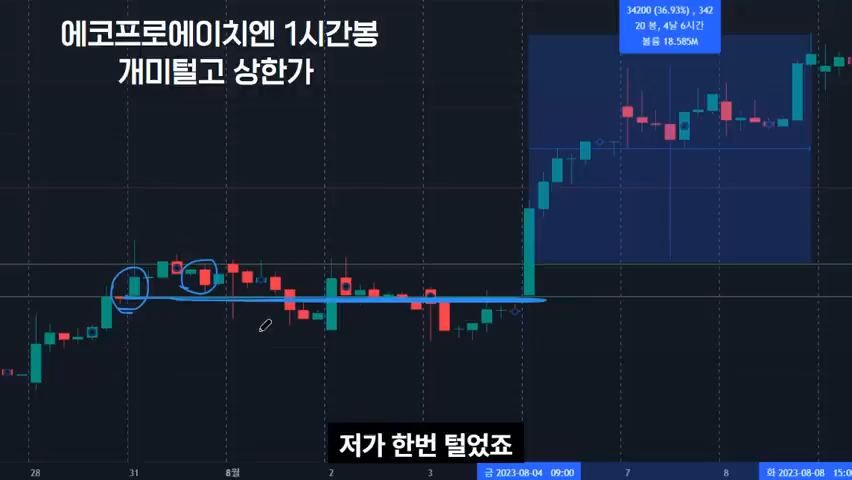 에코프로에이치엔 1시간봉
개미털고 상한가
34200 (36.93%) , 342
20 봉, 4날 6시간
볼륨 18.585M
저가 한번 털었죠
28
31
8월
2
3
금 2023-08-04 09:00
7
8
화 2023-08-08 15:0